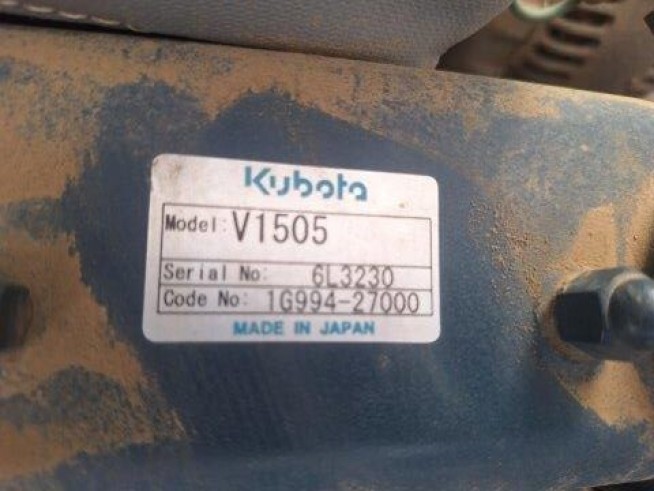 Kubota
Model: V1505
Serial No: 6L3230
Code No: 1G994-27000
MADE IN JAPAN